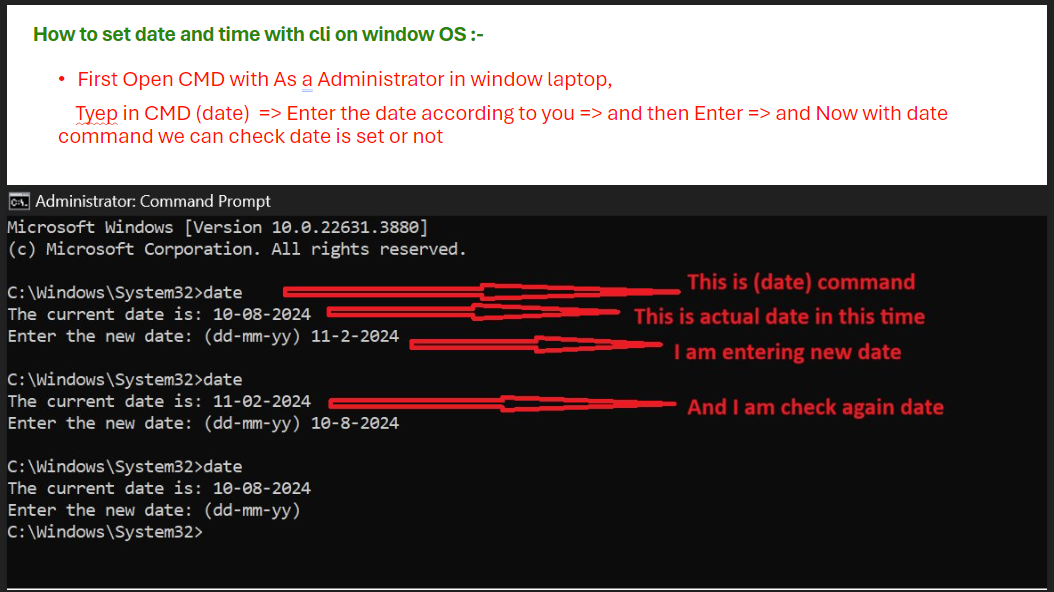 How to set date and time with cli on window OS :-
• First Open CMD with As a Administrator in window laptop,
Tyep in CMD (date) => Enter the date according to you => and then Enter => and Now with date
command we can check date is set or not
Administrator: Command Prompt
Microsoft Windows [Version 10.0.22631.3880]
(c) Microsoft Corporation. All rights reserved.
C:\Windows\System32>date
This is (date) command
The current date is: 10-08-2024
This is actual date in this time
Enter the new date: (dd-mm-yy) 11-2-2024
I am entering new date
C:\Windows\System32>date
The current date is: 11-02-2024
And I am check again date
Enter the new date: (dd-mm-yy) 10-8-2024
C:\Windows\System32>date
The current date is: 10-08-2024
Enter the new date: (dd-mm-yy)
C:\Windows\System32>